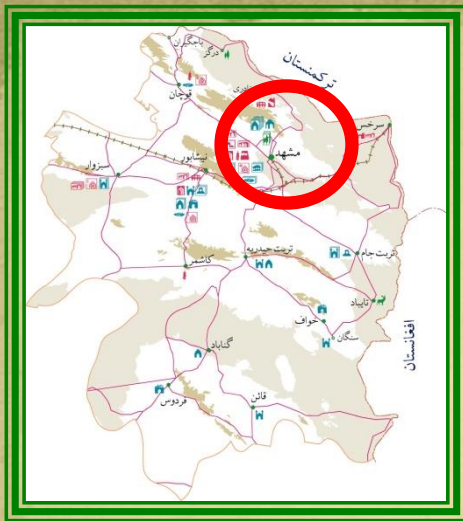 باجگیران
درگز
ترکمنستان
قوچان
سرخس
مشهد
نیشابور
سبزوار
تربت حیدریه
تربت جام
کاشمر
تایباد
خواف
سنگان
افغانستان
گناباد
فردوس
قائن